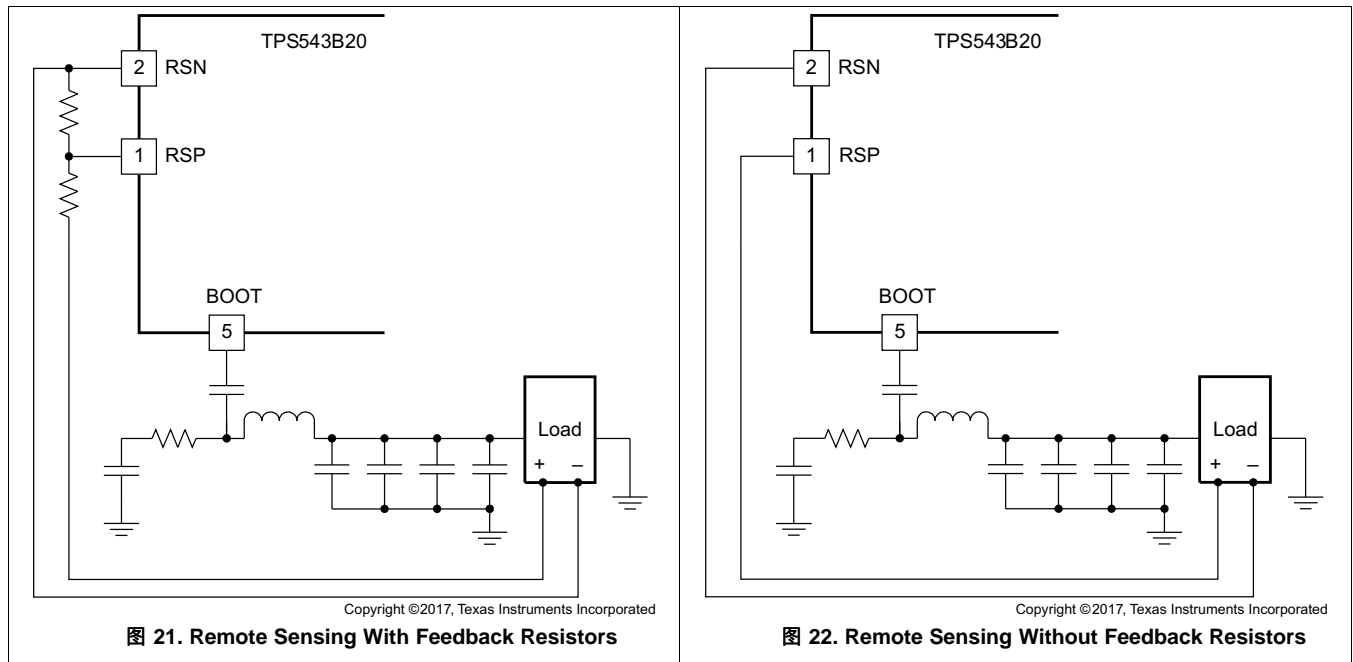 TPS543B20
2 RSN
1 RSP
BOOT
5
Load
+ −
Copyright ©2017, Texas Instruments Incorporated
图 21. Remote Sensing With Feedback Resistors
TPS543B20
2 RSN
1 RSP
BOOT
5
Load
+ −
Copyright ©2017, Texas Instruments Incorporated
图 22. Remote Sensing Without Feedback Resistors